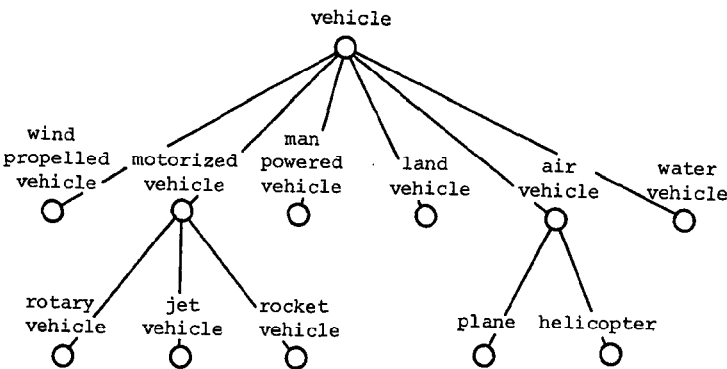 vehicle
wind
propelled
vehicle
motorized
vehicle
man
powered
vehicle
land
vehicle
air
vehicle
water
vehicle
rotary
vehicle
jet
vehicle
rocket
vehicle
plane
helicopter